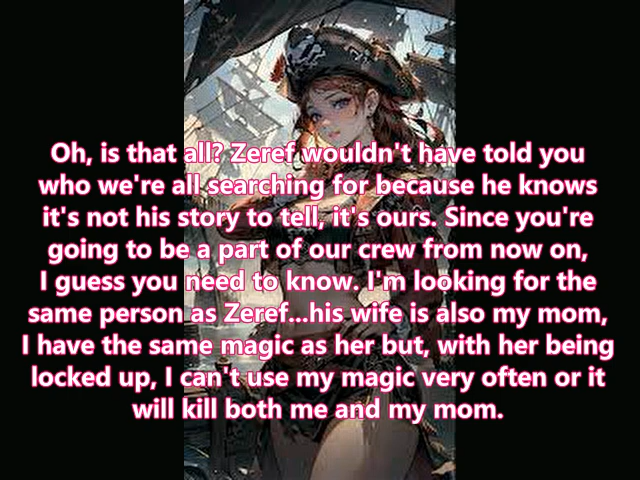 Oh, is that all? Zeref wouldn't have told you
who we're all searching for because he knows
it's not his story to tell, it's ours. Since you're
going to be a part of our crew from now on,
I guess you need to know. I'm looking for the
same person as Zeref...his wife is also my mom,
I have the same magic as her but, with her being
locked up, I can't use my magic very often or it
will kill both me and my mom.